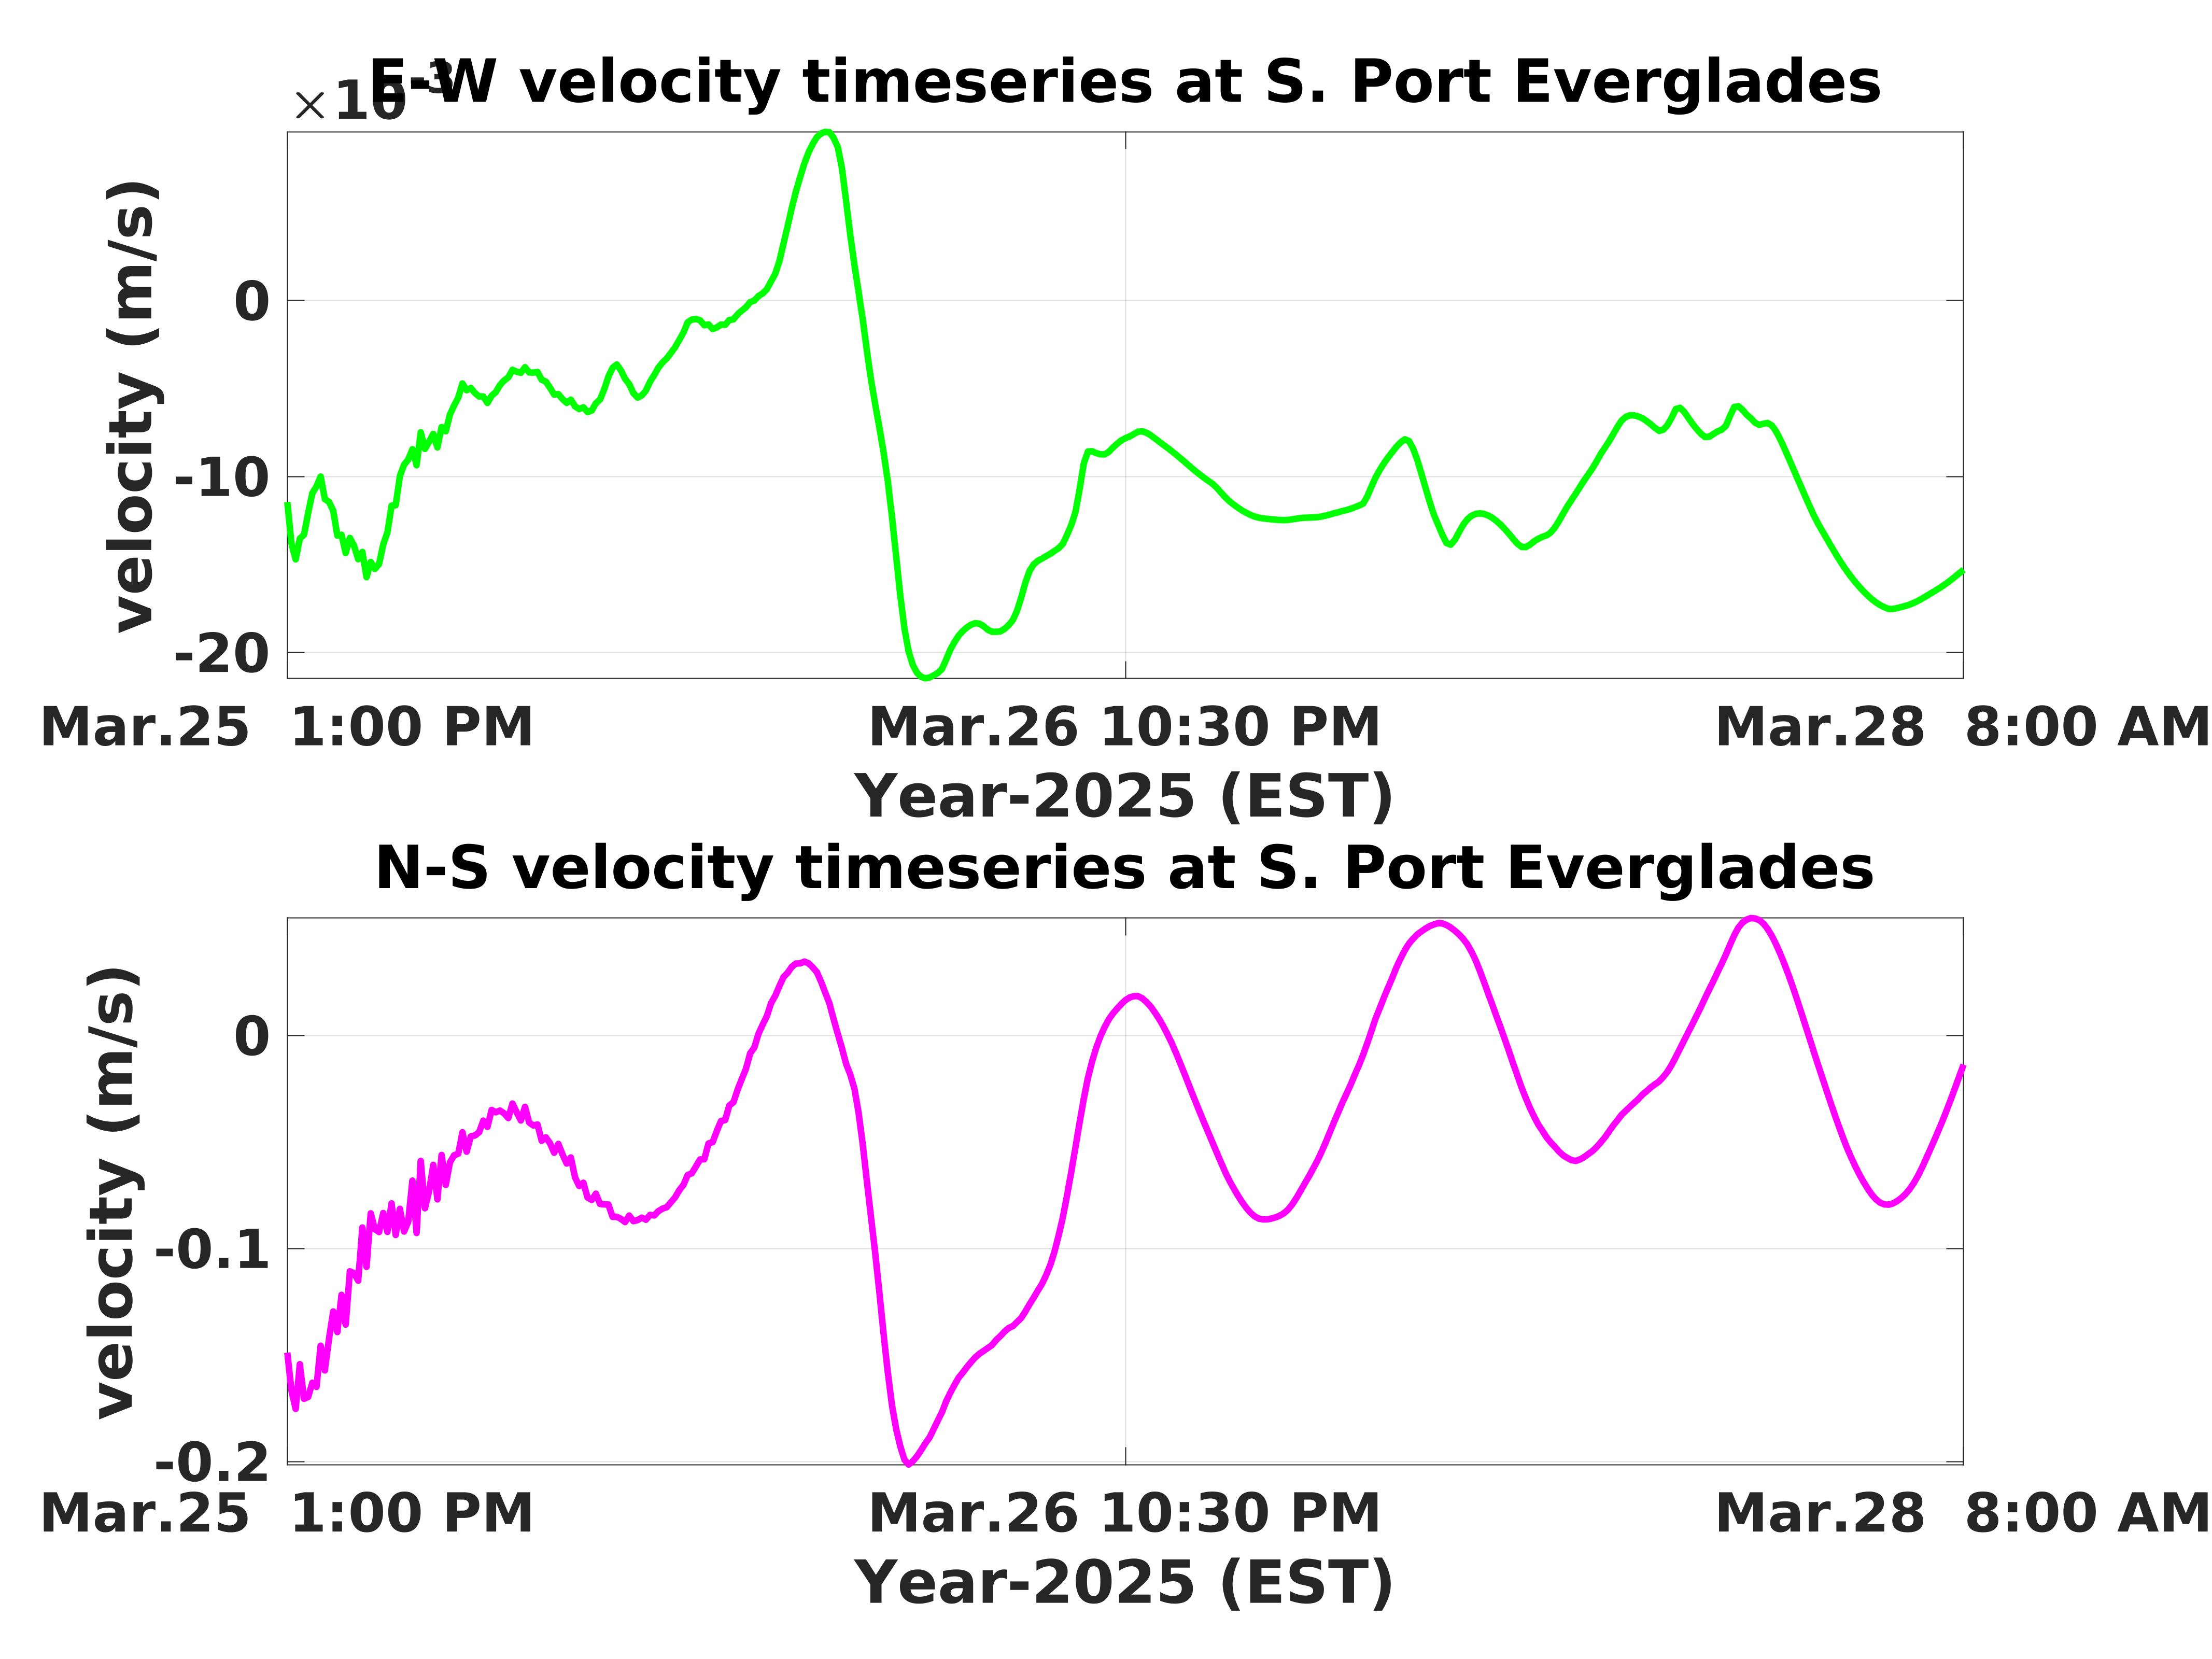 E-W velocity timeseries at S. Port Everglades
×10-3
velocity (m/s)
0
-10
-20
Mar.25 1:00 PM Mar.26 10:30 PM Mar.28 8:00 AM
Year-2025 (EST)
N-S velocity timeseries at S. Port Everglades
velocity (m/s)
0
-0.1
-0.2
Mar.25 1:00 PM Mar.26 10:30 PM Mar.28 8:00 AM
Year-2025 (EST)